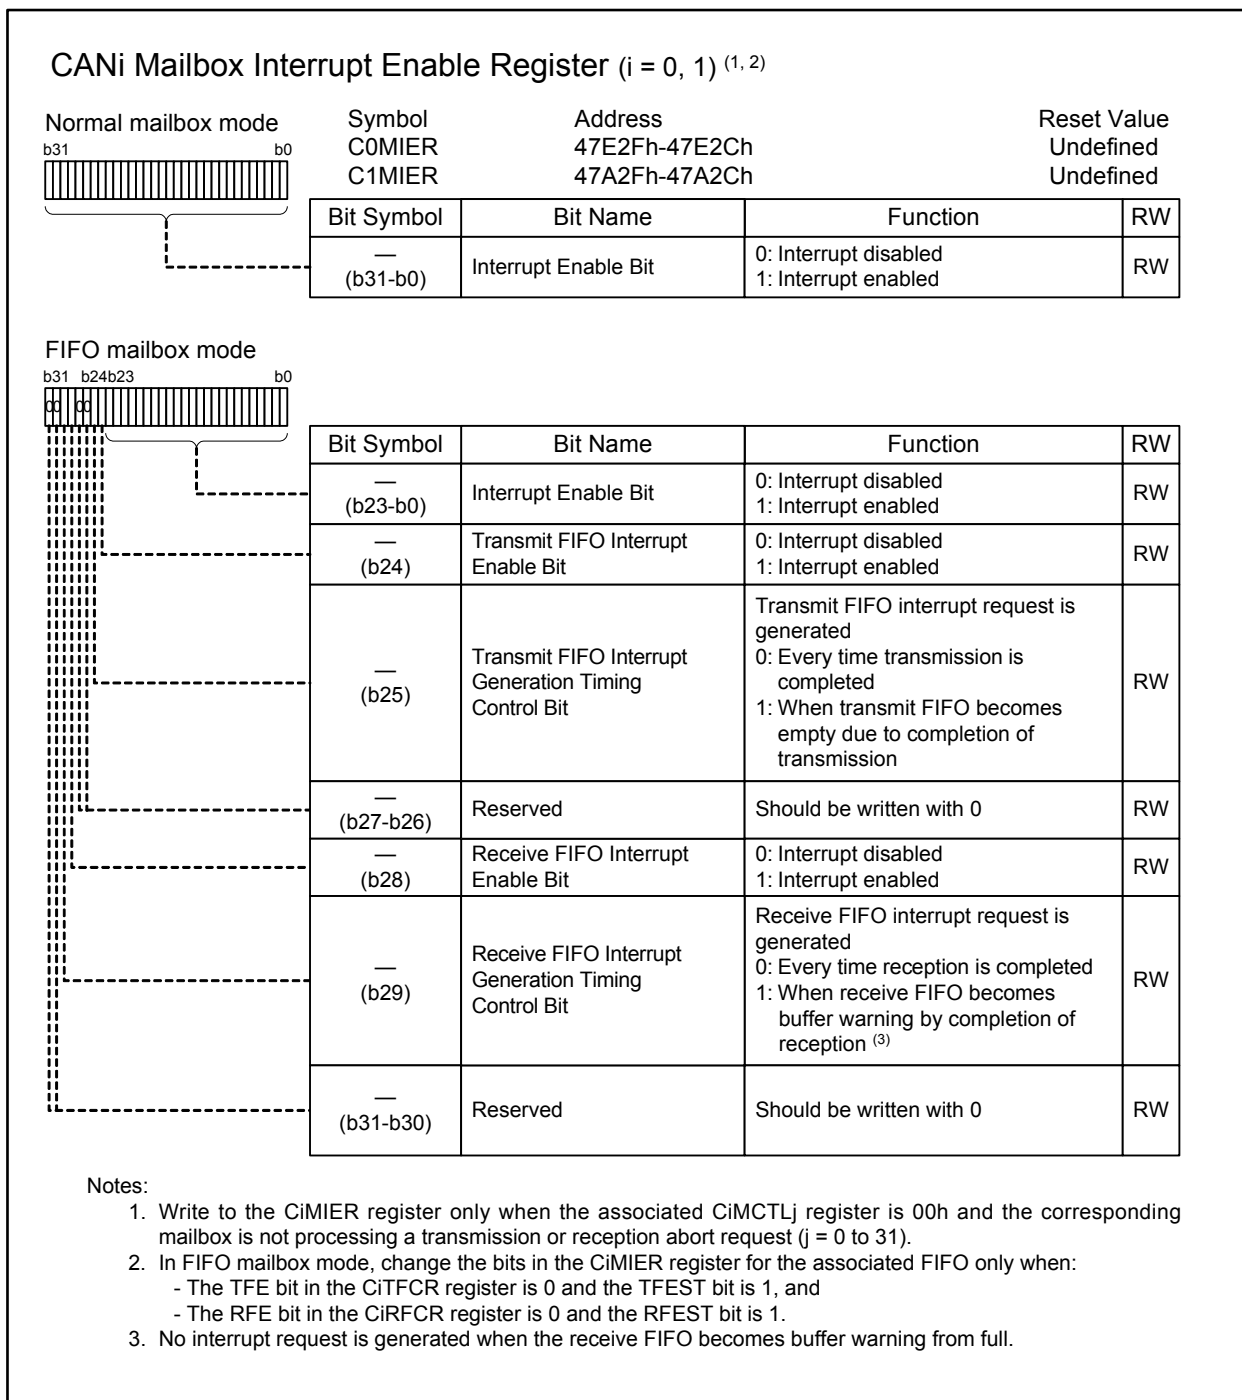 CANi Mailbox Interrupt Enable Register (i = 0, 1) (1, 2)
Normal mailbox mode
b31 b0
Symbol Address Reset Value
C0MIER 47E2Fh-47E2Ch Undefined
C1MIER 47A2Fh-47A2Ch Undefined
Bit Symbol Bit Name Function RW
—
(b31-b0)
Interrupt Enable Bit
0: Interrupt disabled
1: Interrupt enabled
RW
FIFO mailbox mode
b31 b24b23 b0
00 00
Bit Symbol Bit Name Function RW
—
(b23-b0)
Interrupt Enable Bit
0: Interrupt disabled
1: Interrupt enabled
RW
—
(b24)
Transmit FIFO Interrupt
Enable Bit
0: Interrupt disabled
1: Interrupt enabled
RW
—
(b25)
Transmit FIFO Interrupt
Generation Timing
Control Bit
Transmit FIFO interrupt request is
generated
0: Every time transmission is
completed
1: When transmit FIFO becomes
empty due to completion of
transmission
RW
—
(b27-b26)
Reserved
Should be written with 0
RW
—
(b28)
Receive FIFO Interrupt
Enable Bit
0: Interrupt disabled
1: Interrupt enabled
RW
—
(b29)
Receive FIFO Interrupt
Generation Timing
Control Bit
Receive FIFO interrupt request is
generated
0: Every time reception is completed
1: When receive FIFO becomes
buffer warning by completion of
reception (3)
RW
—
(b31-b30)
Reserved
Should be written with 0
RW
Notes:
1. Write to the CiMIER register only when the associated CiMCTLj register is 00h and the corresponding
mailbox is not processing a transmission or reception abort request (j = 0 to 31).
2. In FIFO mailbox mode, change the bits in the CiMIER register for the associated FIFO only when:
- The TFE bit in the CiTFCR register is 0 and the TFEST bit is 1, and
- The RFE bit in the CiRFCR register is 0 and the RFEST bit is 1.
3. No interrupt request is generated when the receive FIFO becomes buffer warning from full.